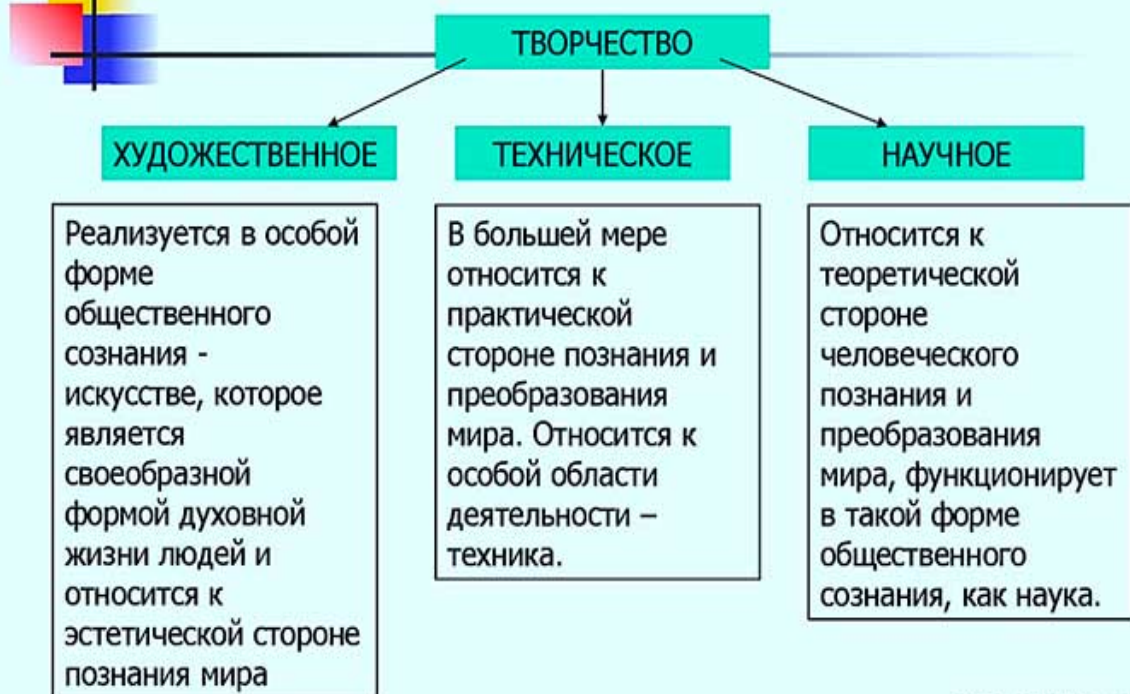 ТВОРЧЕСТВО
ХУДОЖЕСТВЕННОЕ
Реализуется в особой
форме
общественного
сознания -
искусстве, которое
является
своеобразной
формой духовной
жизни людей и
относится к
эстетической стороне
познания мира
ТЕХНИЧЕСКОЕ
В большей мере
относится к
практической
стороне познания и
преобразования
мира. Относится к
особой области
деятельности –
техника.
НАУЧНОЕ
Относится к
теоретической
стороне
человеческого
познания и
преобразования
мира, функционирует
в такой форме
общественного
сознания, как наука.